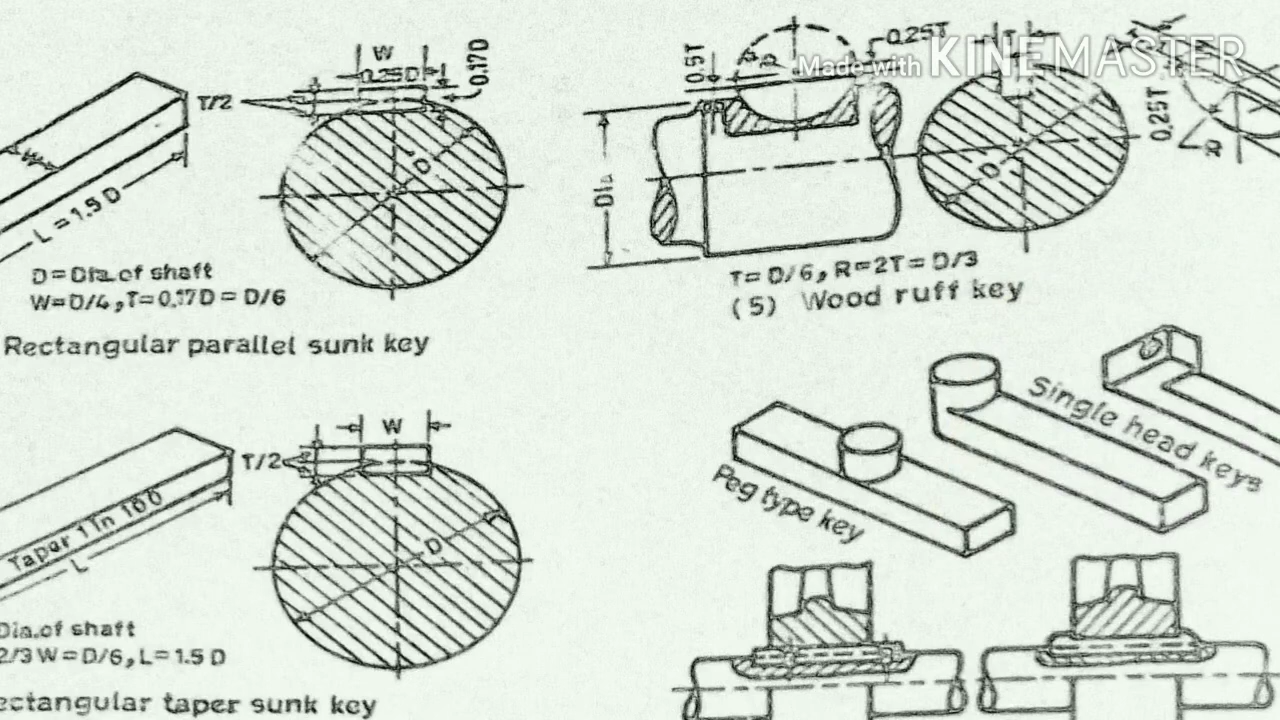 W
0.25D
0.17D
T/2
D
W
L = 1.5 D
D = Dia. of shaft
W=D/4, T=0.17D = D/6
Rectangular parallel sunk key
0.5T
R
0.25T
T
Made with KINEMASTER
Dia
D
0.25T
R
T= D/6, R=2T= D/3
(5) Wood ruff key
W
T/2
D
Taper 1 in 100
L
Dia. of shaft
2/3 W = D/6, L= 1.5 D
ectangular taper sunk key
Peg type key
Single head keys